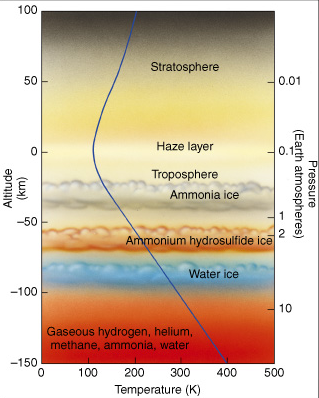 100
50
0
−50
−100
−150
Altitude
(km)
Stratosphere
Haze layer
Troposphere
Ammonia ice
Ammonium hydrosulfide ice
Water ice
Gaseous hydrogen, helium,
methane, ammonia, water
0.01
0.1
1
2
10
Pressure
(Earth atmospheres)
0
100
200
300
400
500
Temperature (K)